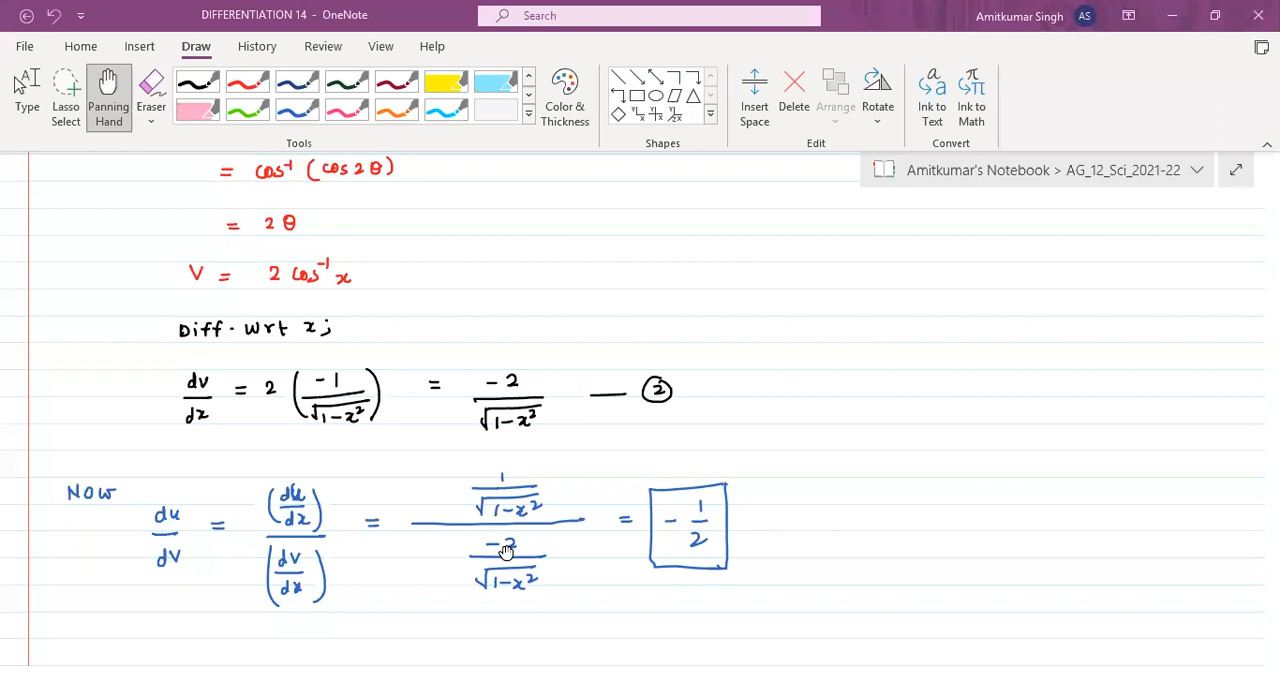 DIFFERENTIATION 14 - OneNote
Search
Amitkumar Singh AS
File Home Insert Draw History Review View Help
Type
Lasso Select
Panning Hand
Eraser
Color & Thickness
Insert Space
Delete
Arrange
Rotate
Ink to Text
Ink to Math
Tools Shapes Edit Convert
Amitkumar's Notebook > AG_12_Sci_2021-22
= cos⁻¹ (cos 2θ)
= 2θ
V = 2 cos⁻¹ x
Diff. wrt x;
dv/dx = 2 (-1/√(1-x²)) = -2/√(1-x²) — ②
Now du/dv = (du/dx)/(dv/dx) = (1/√(1-x²))/(-2/√(1-x²)) = -1/2